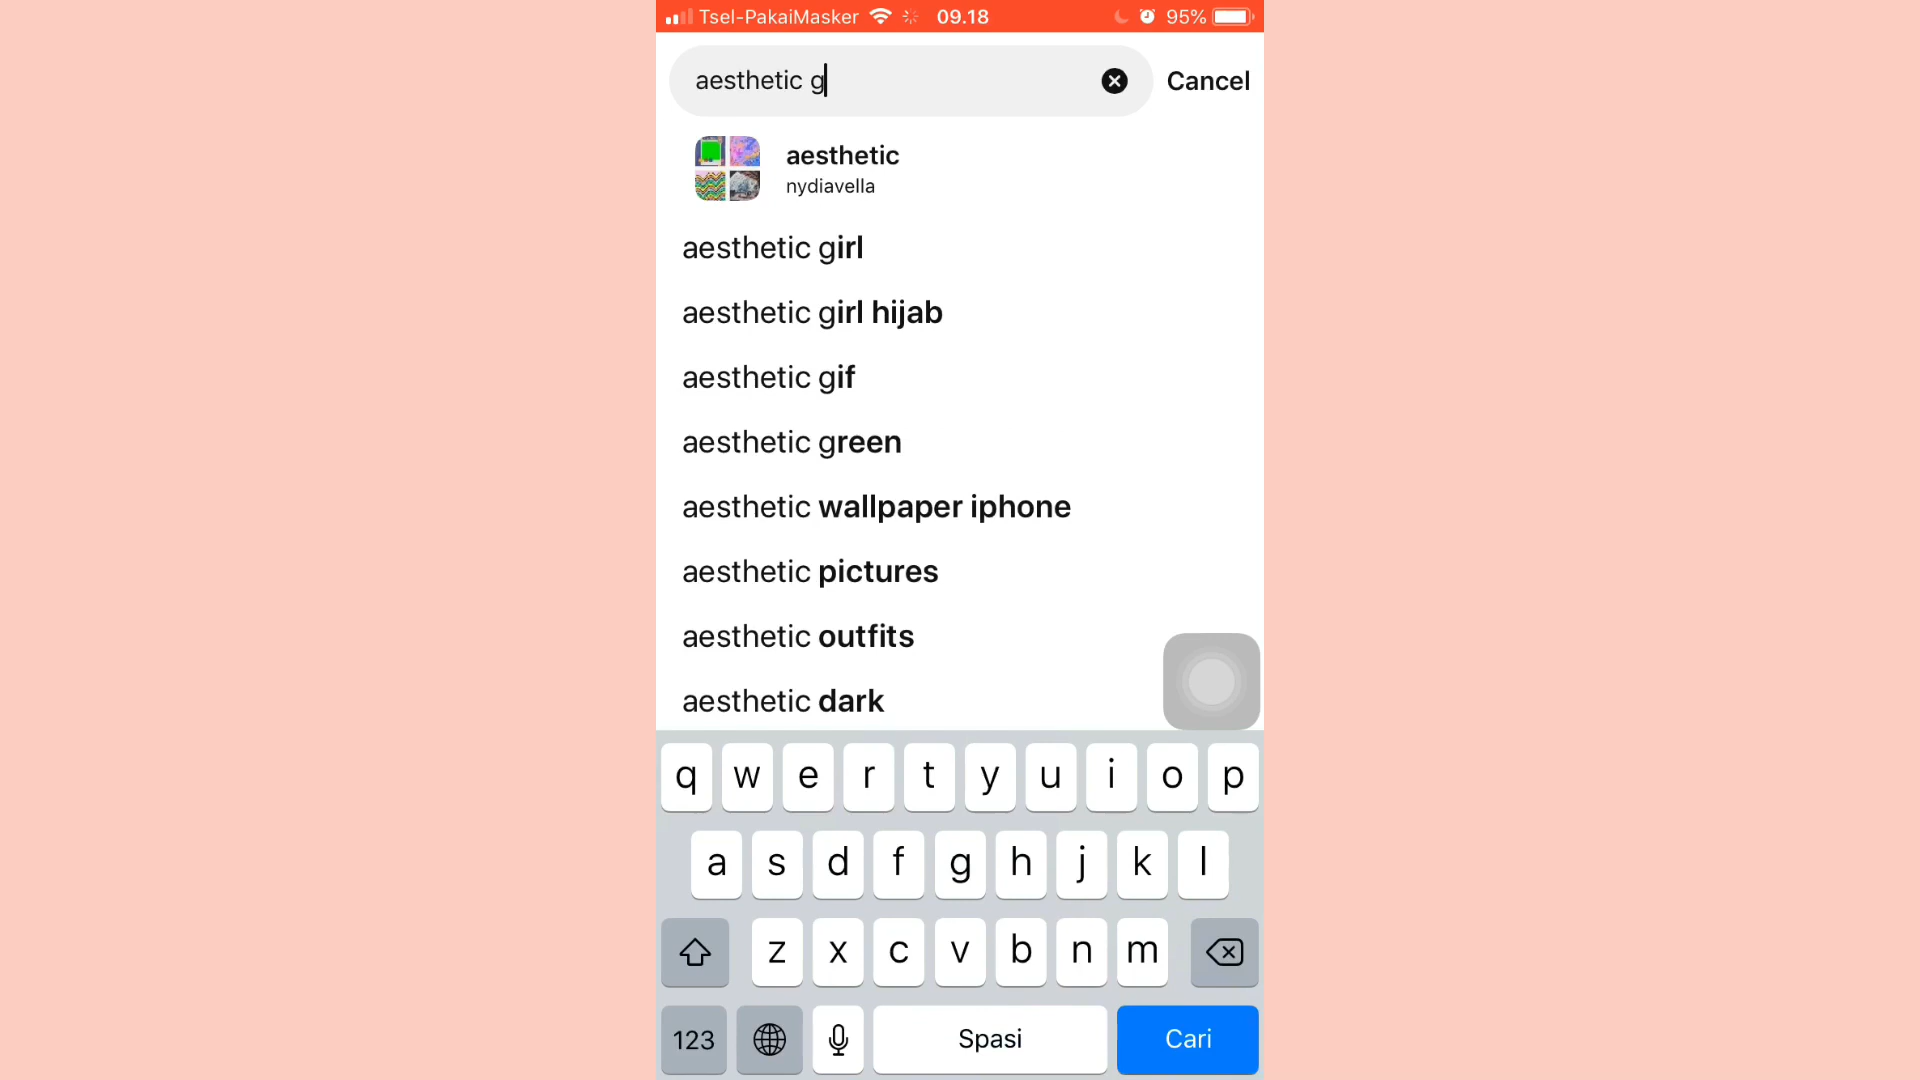 Tsel-PakaiMasker 09.18 95%
aesthetic g Cancel
aesthetic
nydiavella
aesthetic girl
aesthetic girl hijab
aesthetic gif
aesthetic green
aesthetic wallpaper iphone
aesthetic pictures
aesthetic outfits
aesthetic dark
q w e r t y u i o p
a s d f g h j k l
z x c v b n m
123 Spasi Cari